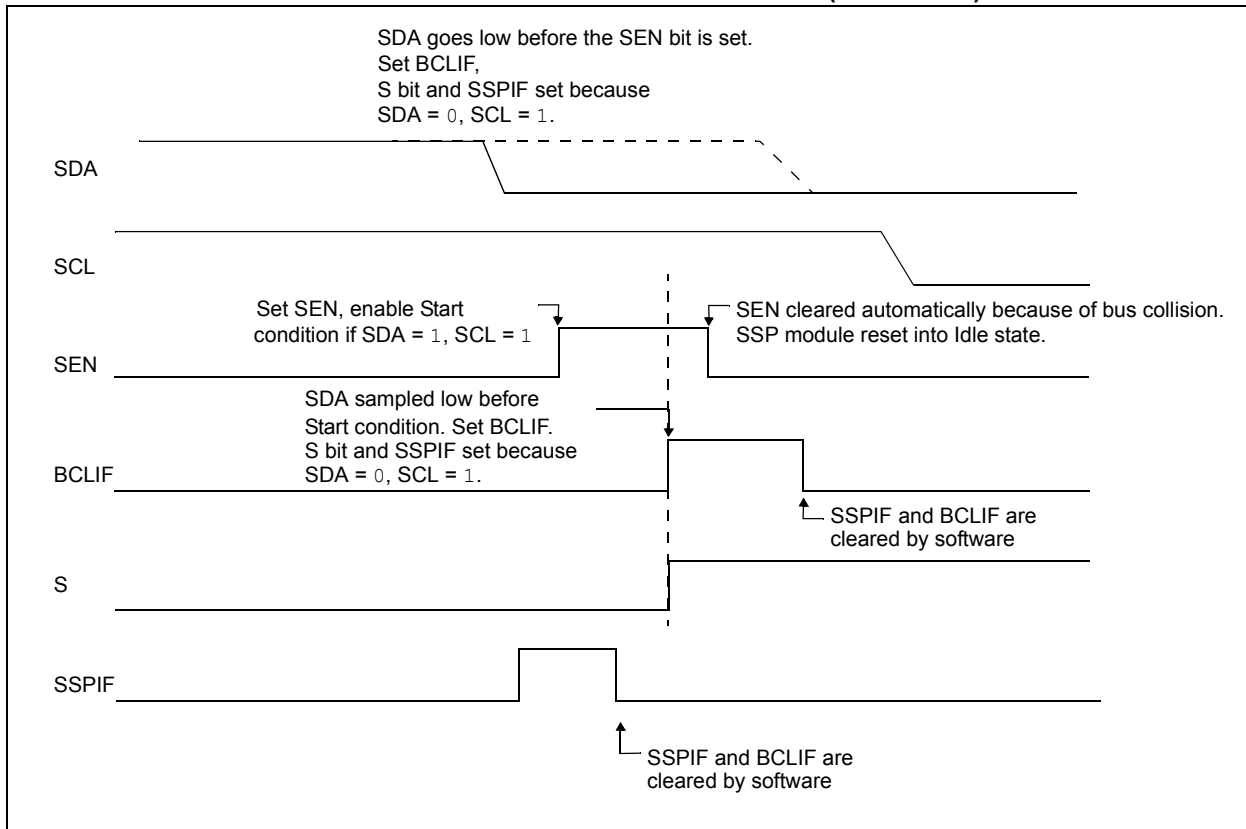 SDA goes low before the SEN bit is set.
Set BCLIF,
S bit and SSPIF set because
SDA = 0, SCL = 1.
SDA
SCL
Set SEN, enable Start
condition if SDA = 1, SCL = 1
SEN cleared automatically because of bus collision.
SSP module reset into Idle state.
SEN
SDA sampled low before
Start condition. Set BCLIF.
S bit and SSPIF set because
SDA = 0, SCL = 1.
BCLIF
SSPIF and BCLIF are
cleared by software
S
SSPIF
SSPIF and BCLIF are
cleared by software